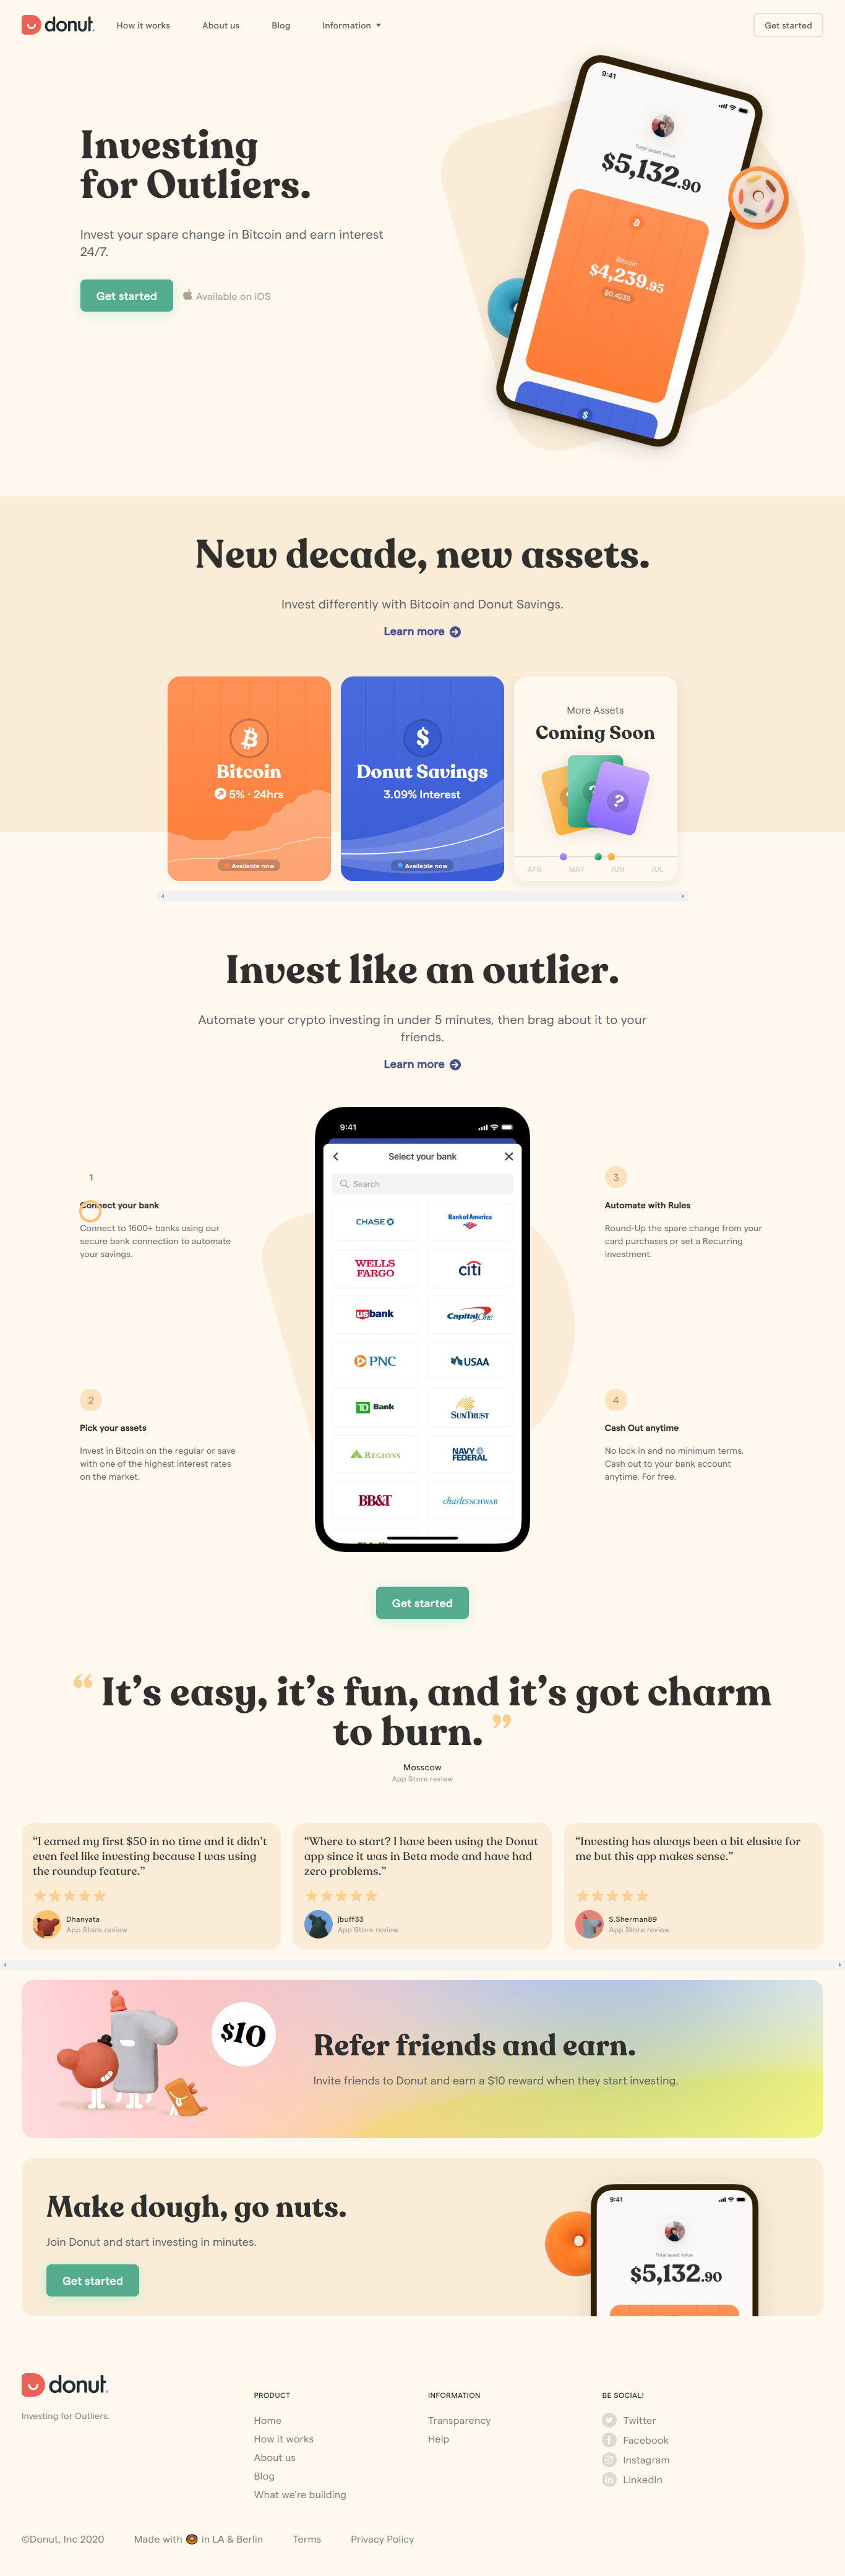 donut.
How it works
About us
Blog
Information
Get started
9:41
Total asset value
$5,132.90
Bitcoin
$4,239.95
Investing
for Outliers.
Invest your spare change in Bitcoin and earn interest
24/7.
Get started
Available on iOS
New decade, new assets.
Invest differently with Bitcoin and Donut Savings.
Learn more
Bitcoin
5% · 24hrs
Available now
$
Donut Savings
3.09% Interest
Available now
More Assets
Coming Soon
?
APR MAY JUN JUL
Invest like an outlier.
Automate your crypto investing in under 5 minutes, then brag about it to your
friends.
Learn more
1
Connect your bank
Connect to 1600+ banks using our
secure bank connection to automate
your savings.
2
Pick your assets
Invest in Bitcoin on the regular or save
with one of the highest interest rates
on the market.
9:41
Select your bank
Search
CHASE
Bank of America
WELLS
FARGO
citi
usbank
Capital One
PNC
USAA
TD Bank
SUNTRUST
REGIONS
NAVY
FEDERAL
BB&T
charles SCHWAB
3
Automate with Rules
Round-Up the spare change from your
card purchases or set a Recurring
investment.
4
Cash Out anytime
No lock in and no minimum terms.
Cash out to your bank account
anytime. For free.
Get started
“ It’s easy, it’s fun, and it’s got charm
to burn. ”
Mosscow
App Store review
“I earned my first $50 in no time and it didn’t
even feel like investing because I was using
the roundup feature.”
Dhanyata
App Store review
“Where to start? I have been using the Donut
app since it was in Beta mode and have had
zero problems.”
jbuff33
App Store review
“Investing has always been a bit elusive for
me but this app makes sense.”
S.Sherman89
App Store review
$10
Refer friends and earn.
Invite friends to Donut and earn a $10 reward when they start investing.
Make dough, go nuts.
Join Donut and start investing in minutes.
Get started
9:41
Total asset value
$5,132.90
donut.
Investing for Outliers.
PRODUCT
Home
How it works
About us
Blog
What we're building
INFORMATION
Transparency
Help
BE SOCIAL!
Twitter
Facebook
Instagram
LinkedIn
©Donut, Inc 2020
Made with 🍩 in LA & Berlin
Terms
Privacy Policy